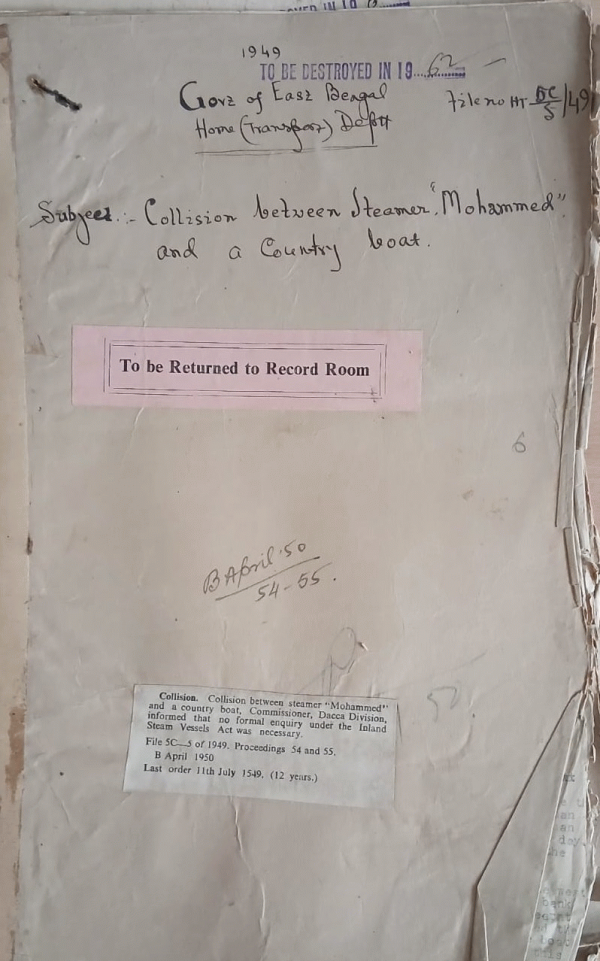 1949
TO BE DESTROYED IN 19....62
Govt of East Bengal
File no HT 5C/5/49
Home (Transport) Deptt
Subject :- Collision between Steamer "Mohammed"
and a Country boat.
To be Returned to Record Room
6
B April '50
54-55.
Collision. Collision between steamer "Mohammed"
and a country boat, Commissioner, Dacca Division,
informed that no formal enquiry under the Inland
Steam Vessels Act was necessary.
File 5C—5 of 1949. Proceedings 54 and 55.
B April 1950
Last order 11th July 1549. (12 years.)